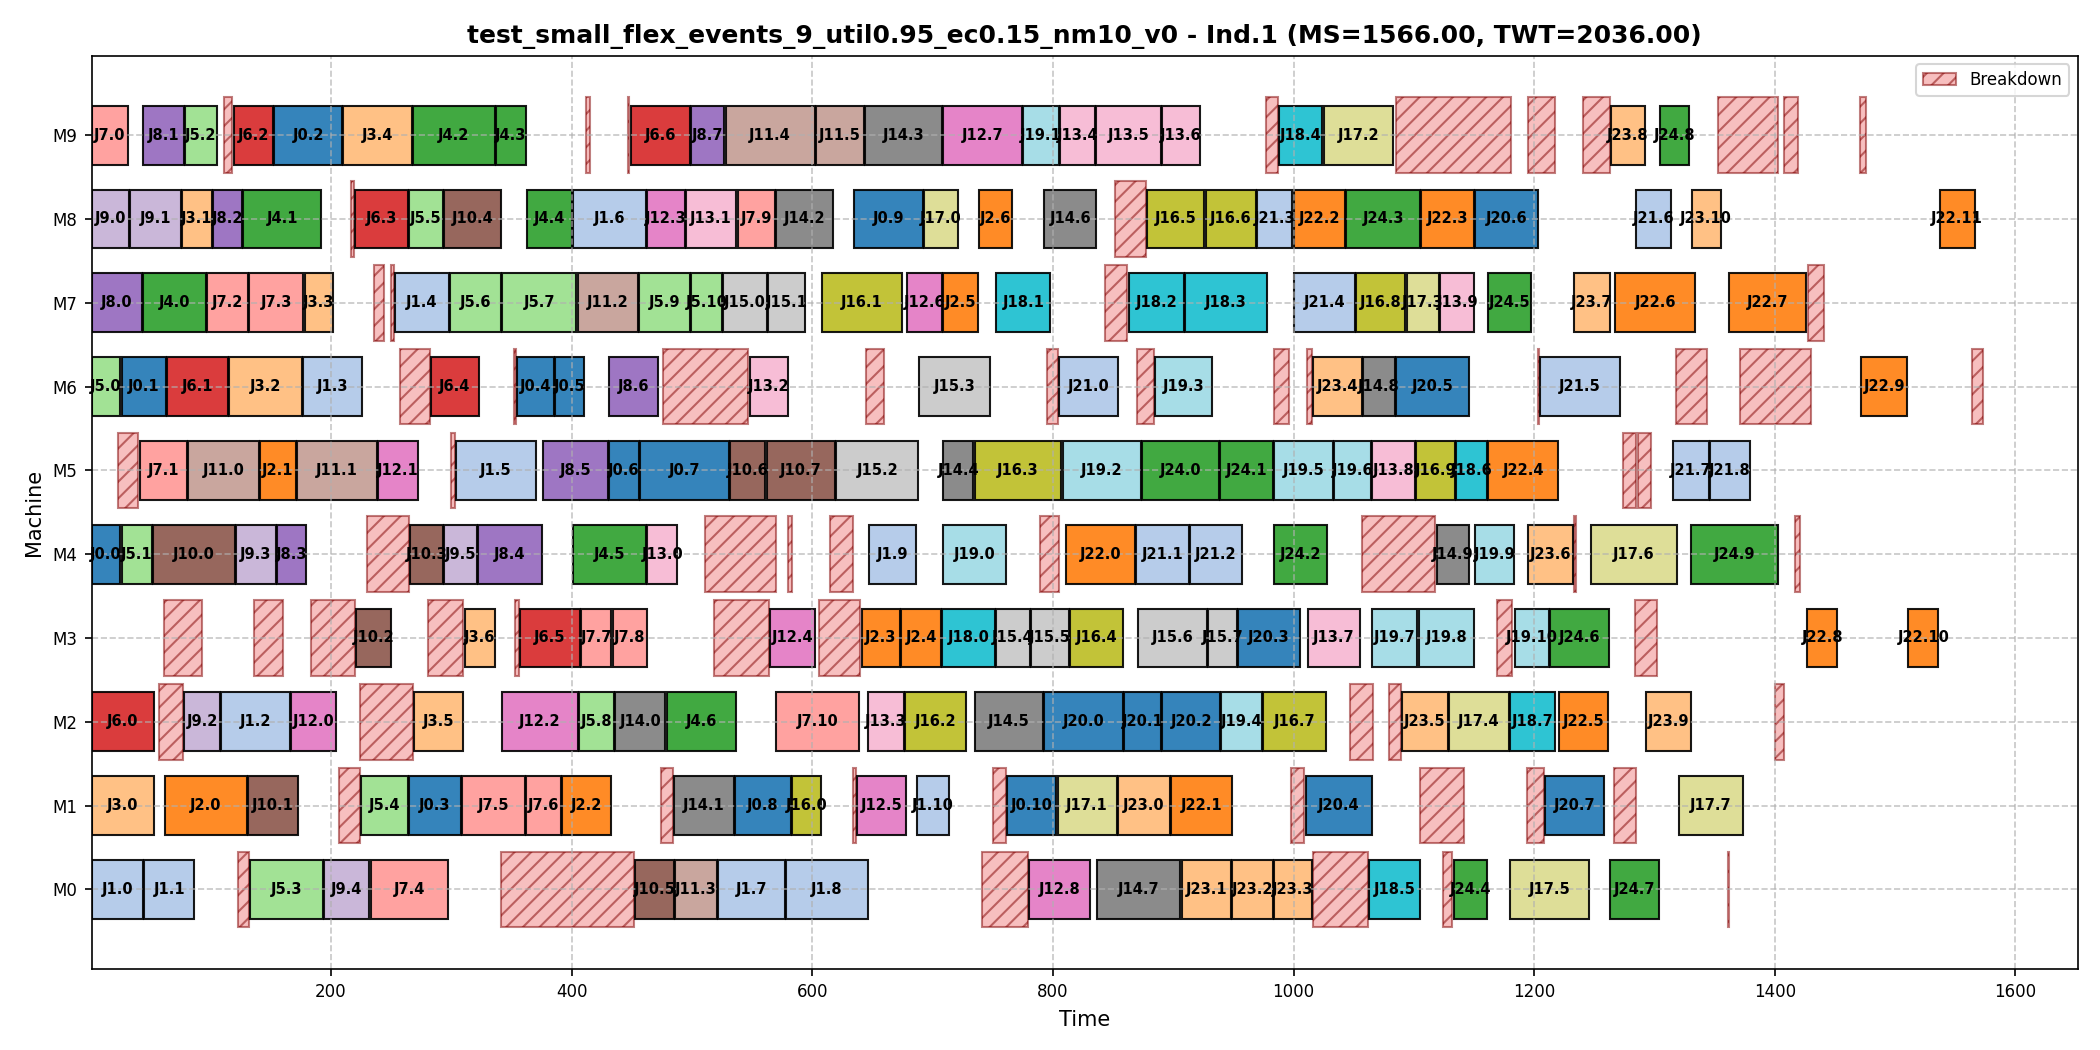 test_small_flex_events_9_util0.95_ec0.15_nm10_v0 - Ind.1 (MS=1566.00, TWT=2036.00)
Breakdown
M9 J7.0 J8.1 J5.2 J6.2 J0.2 J3.4 J4.2 J4.3 J6.6 J8.7 J11.4 J11.5 J14.3 J12.7 J19.1 J13.4 J13.5 J13.6 J18.4 J17.2 J23.8 J24.8
M8 J9.0 J9.1 J3.1 J8.2 J4.1 J6.3 J5.5 J10.4 J4.4 J1.6 J12.3 J13.1 J7.9 J14.2 J0.9 J17.0 J2.6 J14.6 J16.5 J16.6 J21.3 J22.2 J24.3 J22.3 J20.6 J21.6 J23.10 J22.11
M7 J8.0 J4.0 J7.2 J7.3 J3.3 J1.4 J5.6 J5.7 J11.2 J5.9 J5.10 J15.0 J15.1 J16.1 J12.6 J2.5 J18.1 J18.2 J18.3 J21.4 J16.8 J17.3 J13.9 J24.5 J23.7 J22.6 J22.7
M6 J5.0 J0.1 J6.1 J3.2 J1.3 J6.4 J0.4 J0.5 J8.6 J13.2 J15.3 J21.0 J19.3 J23.4 J14.8 J20.5 J21.5 J22.9
M5 J7.1 J11.0 J2.1 J11.1 J12.1 J1.5 J8.5 J0.6 J0.7 J10.6 J10.7 J15.2 J14.4 J16.3 J19.2 J24.0 J24.1 J19.5 J19.6 J13.8 J16.9 J18.6 J22.4 J21.7 J21.8
M4 J0.0 J5.1 J10.0 J9.3 J8.3 J10.3 J9.5 J8.4 J4.5 J13.0 J1.9 J19.0 J22.0 J21.1 J21.2 J24.2 J14.9 J19.9 J23.6 J17.6 J24.9
M3 J10.2 J3.6 J6.5 J7.7 J7.8 J12.4 J2.3 J2.4 J18.0 J15.4 J15.5 J16.4 J15.6 J15.7 J20.3 J13.7 J19.7 J19.8 J19.10 J24.6 J22.8 J22.10
M2 J6.0 J9.2 J1.2 J12.0 J3.5 J12.2 J5.8 J14.0 J4.6 J7.10 J13.3 J16.2 J14.5 J20.0 J20.1 J20.2 J19.4 J16.7 J23.5 J17.4 J18.7 J22.5 J23.9
M1 J3.0 J2.0 J10.1 J5.4 J0.3 J7.5 J7.6 J2.2 J14.1 J0.8 J16.0 J12.5 J1.10 J0.10 J17.1 J23.0 J22.1 J20.4 J20.7 J17.7
M0 J1.0 J1.1 J5.3 J9.4 J7.4 J10.5 J11.3 J1.7 J1.8 J12.8 J14.7 J23.1 J23.2 J23.3 J18.5 J24.4 J17.5 J24.7
200 400 600 800 1000 1200 1400 1600
Time
Machine